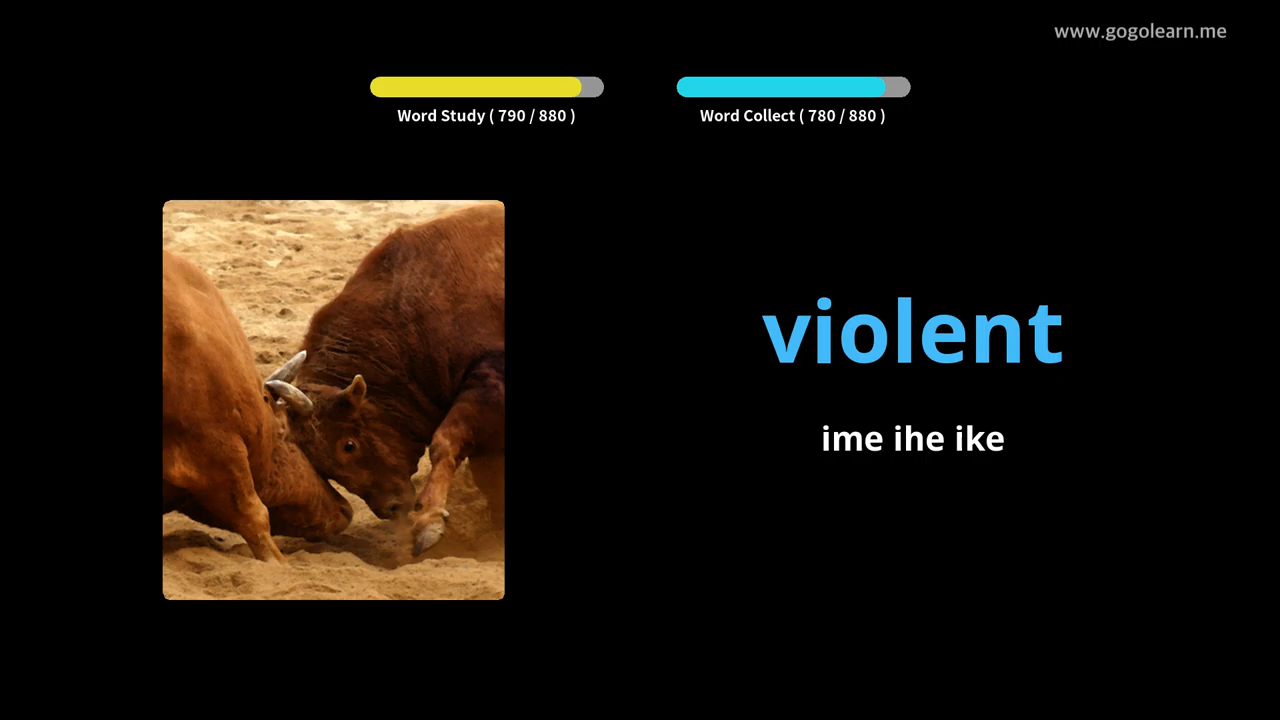 www.gogolearn.me
Word Study ( 790 / 880 )
Word Collect ( 780 / 880 )
violent
ime ihe ike